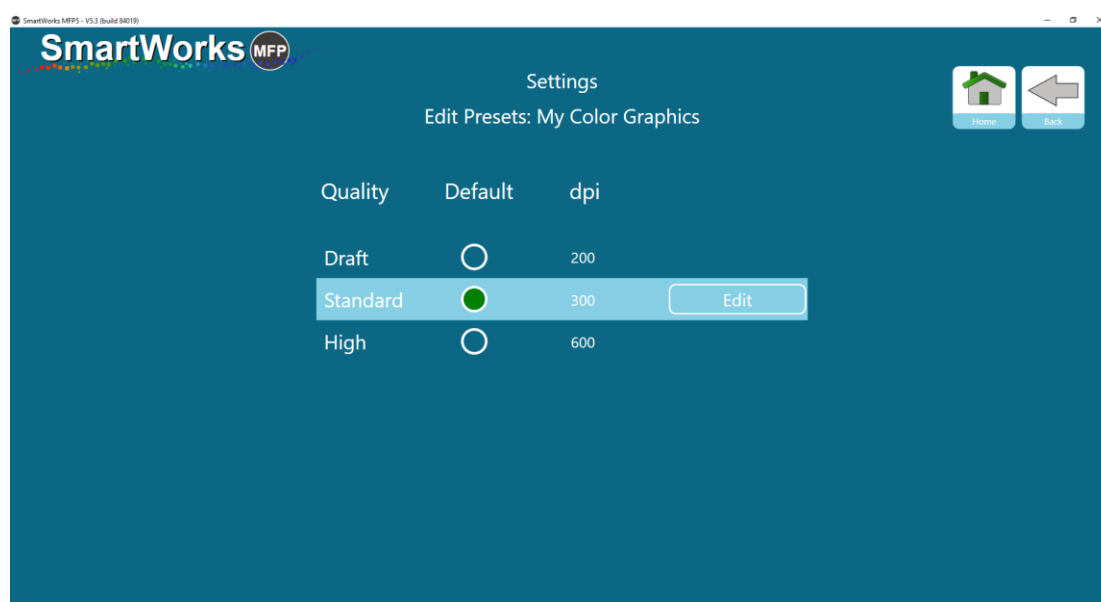 SmartWorks MFP5 - V5.3 (build 84019)
SmartWorks MFP
Settings
Edit Presets: My Color Graphics
Home Back
Quality Default dpi
Draft 200
Standard 300 Edit
High 600